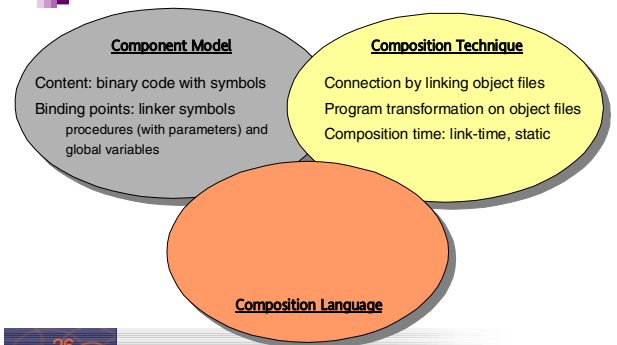 Component Model
Content: binary code with symbols
Binding points: linker symbols
procedures (with parameters) and
global variables
Composition Technique
Connection by linking object files
Program transformation on object files
Composition time: link-time, static
Composition Language
26